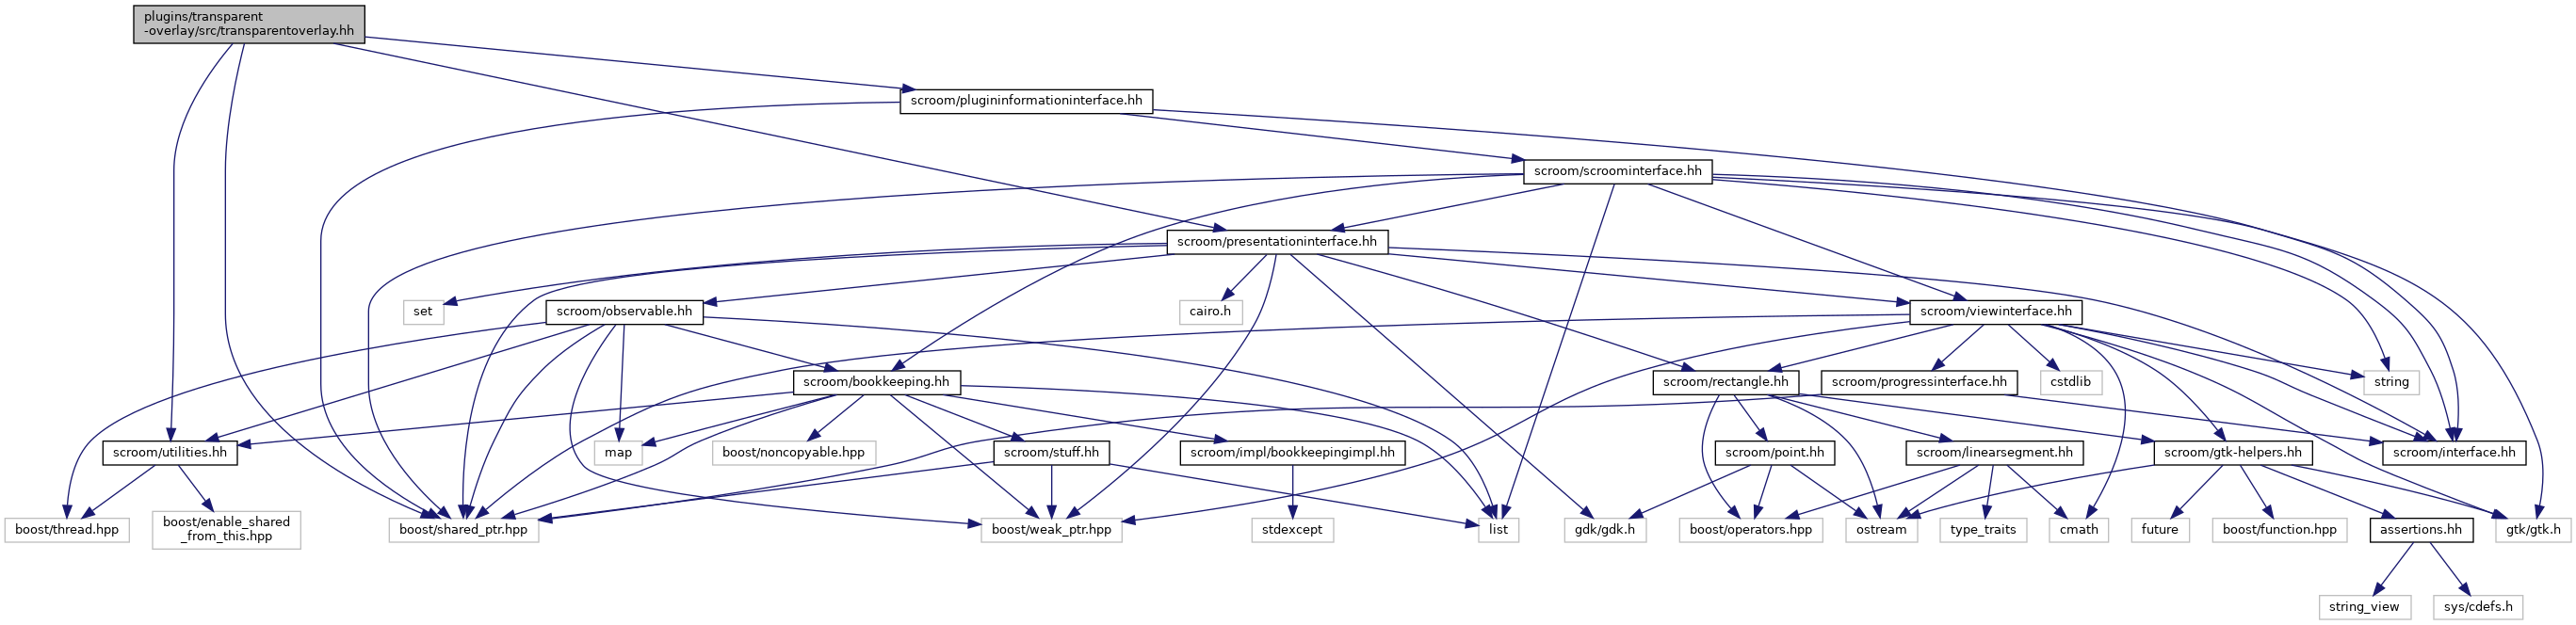 plugins/transparent
-overlay/src/transparentoverlay.hh
scroom/plugininformationinterface.hh
scroom/scroominterface.hh
scroom/presentationinterface.hh
set
scroom/observable.hh
cairo.h
scroom/viewinterface.hh
scroom/bookkeeping.hh
scroom/rectangle.hh
scroom/progressinterface.hh
cstdlib
string
scroom/utilities.hh
map
boost/noncopyable.hpp
scroom/stuff.hh
scroom/impl/bookkeepingimpl.hh
scroom/point.hh
scroom/linearsegment.hh
scroom/gtk-helpers.hh
scroom/interface.hh
boost/thread.hpp
boost/enable_shared
_from_this.hpp
boost/shared_ptr.hpp
boost/weak_ptr.hpp
stdexcept
list
gdk/gdk.h
boost/operators.hpp
ostream
type_traits
cmath
future
boost/function.hpp
assertions.hh
gtk/gtk.h
string_view
sys/cdefs.h